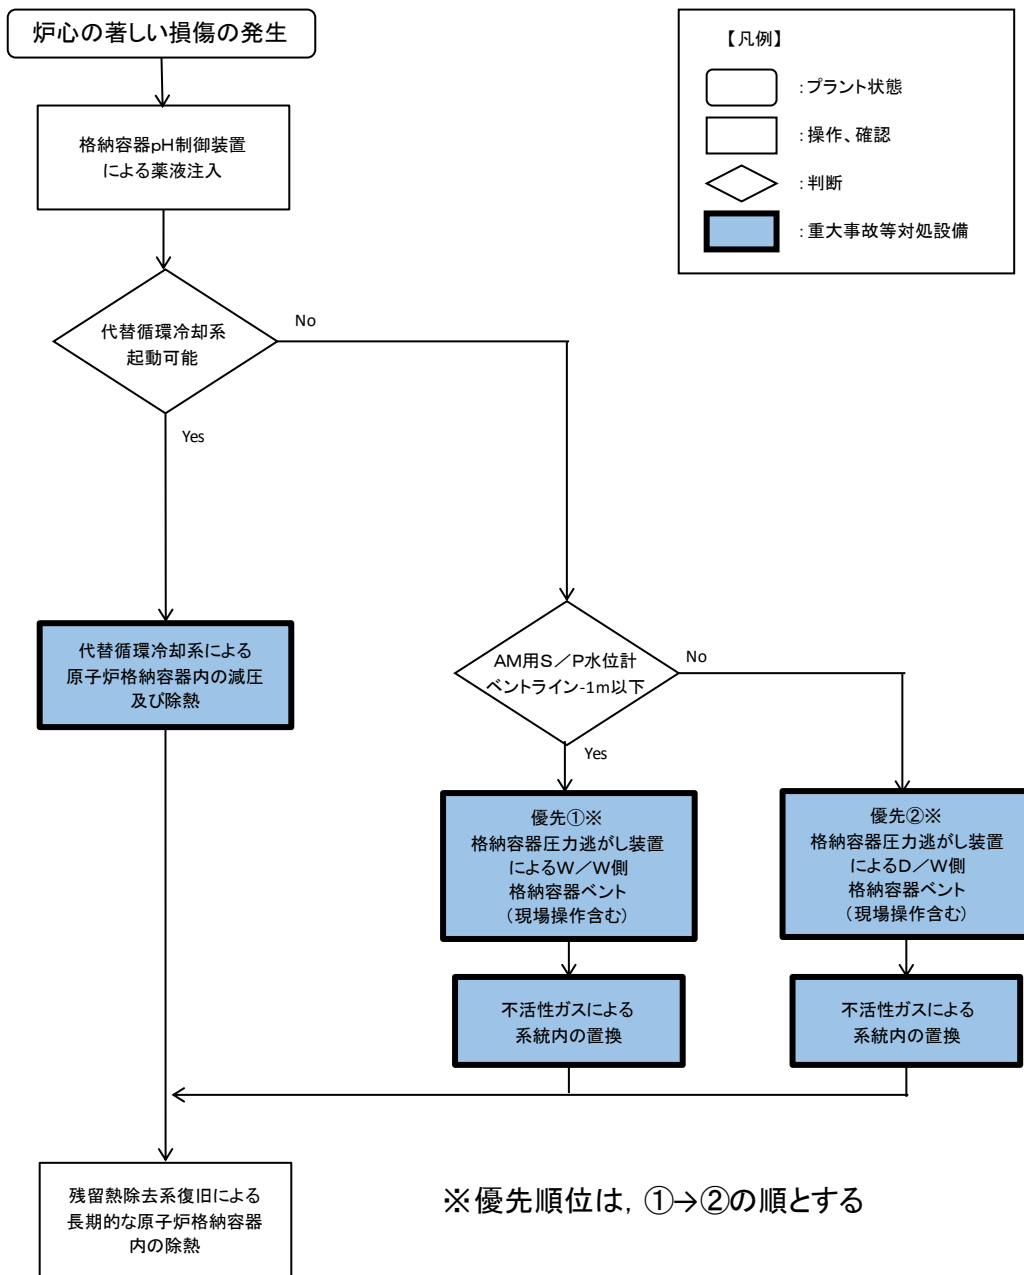 炉心の著しい損傷の発生
【凡例】
:プラント状態
:操作、確認
:判断
:重大事故等対処設備
格納容器pH制御装置
による薬液注入
代替循環冷却系
起動可能
No
Yes
代替循環冷却系による
原子炉格納容器内の減圧
及び除熱
AM用S/P水位計
ベントライン-1m以下
No
Yes
優先①※
格納容器圧力逃がし装置
によるW/W側
格納容器ベント
(現場操作含む)
優先②※
格納容器圧力逃がし装置
によるD/W側
格納容器ベント
(現場操作含む)
不活性ガスによる
系統内の置換
不活性ガスによる
系統内の置換
残留熱除去系復旧による
長期的な原子炉格納容器
内の除熱
※優先順位は，①→②の順とする